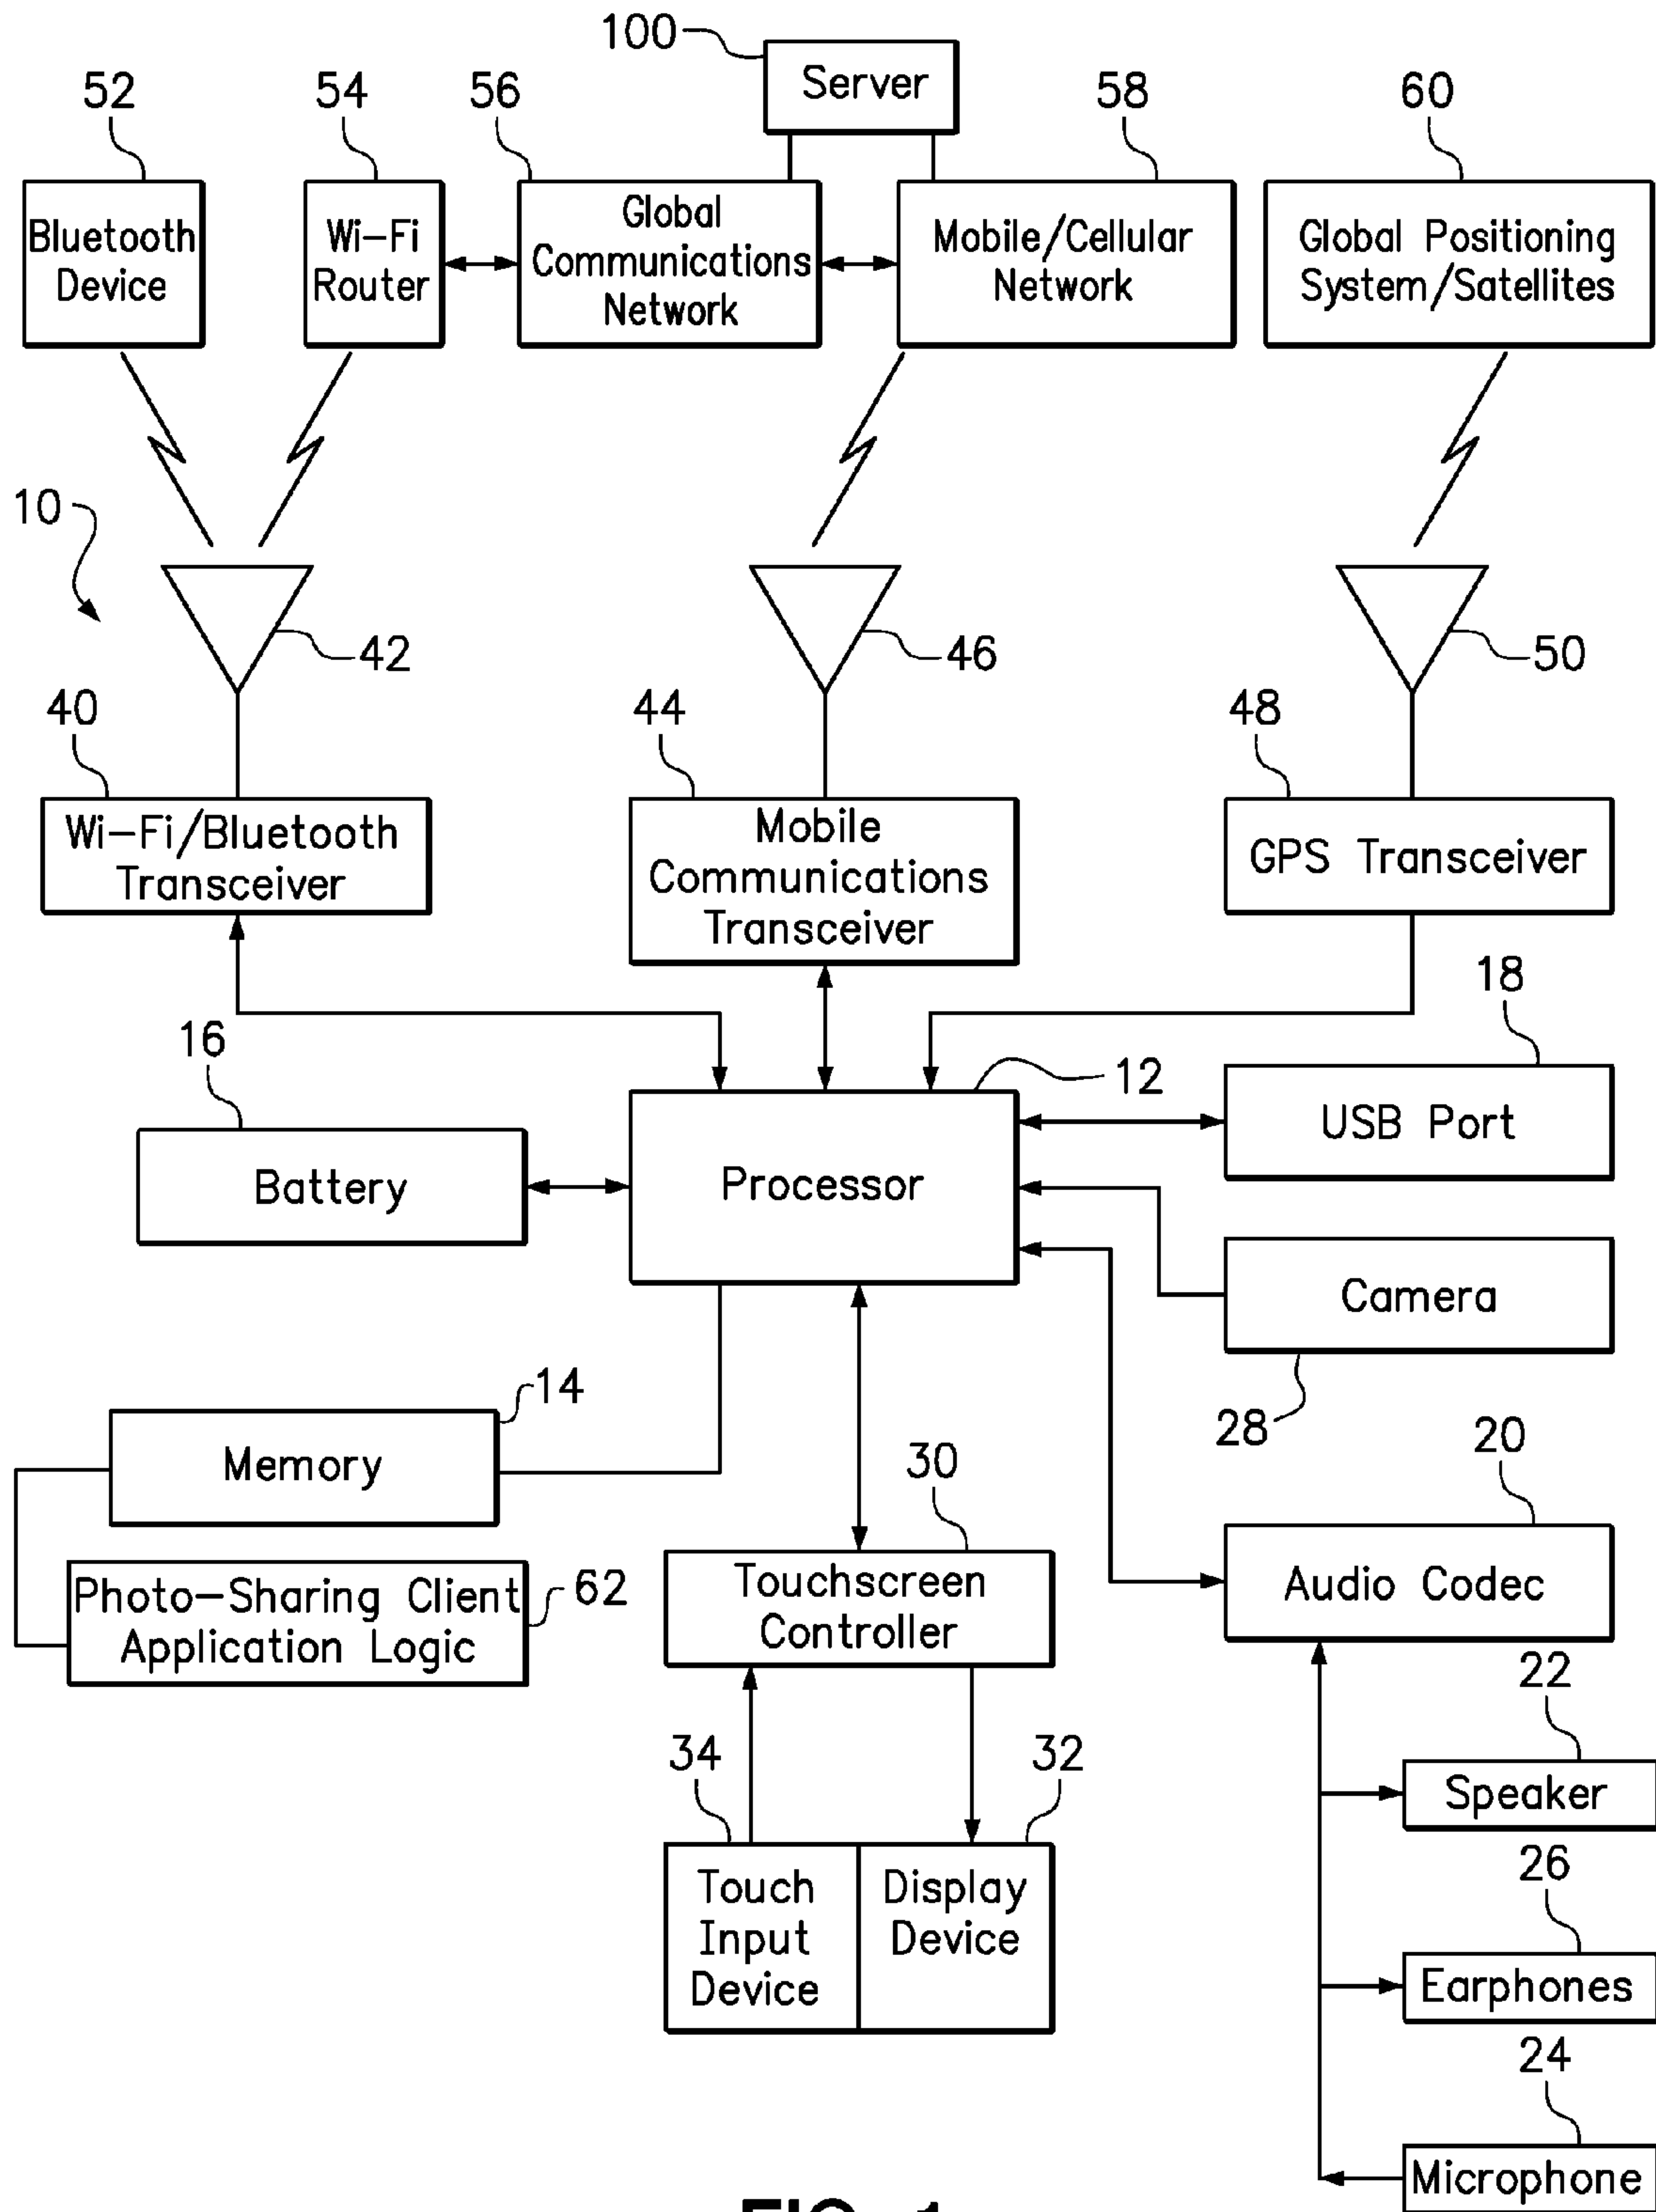 100
Server
52
54
56
58
60
Bluetooth
Device
Wi-Fi
Router
Global
Communications
Network
Mobile/Cellular
Network
Global Positioning
System/Satellites
10
42
46
50
40
44
48
Wi-Fi/Bluetooth
Transceiver
Mobile
Communications
Transceiver
GPS Transceiver
18
16
12
USB Port
Battery
Processor
Camera
14
28
Memory
30
20
Photo-Sharing Client
Application Logic
62
Touchscreen
Controller
Audio Codec
22
34
32
Speaker
Touch
Input
Device
Display
Device
26
Earphones
24
Microphone
FIG. 1